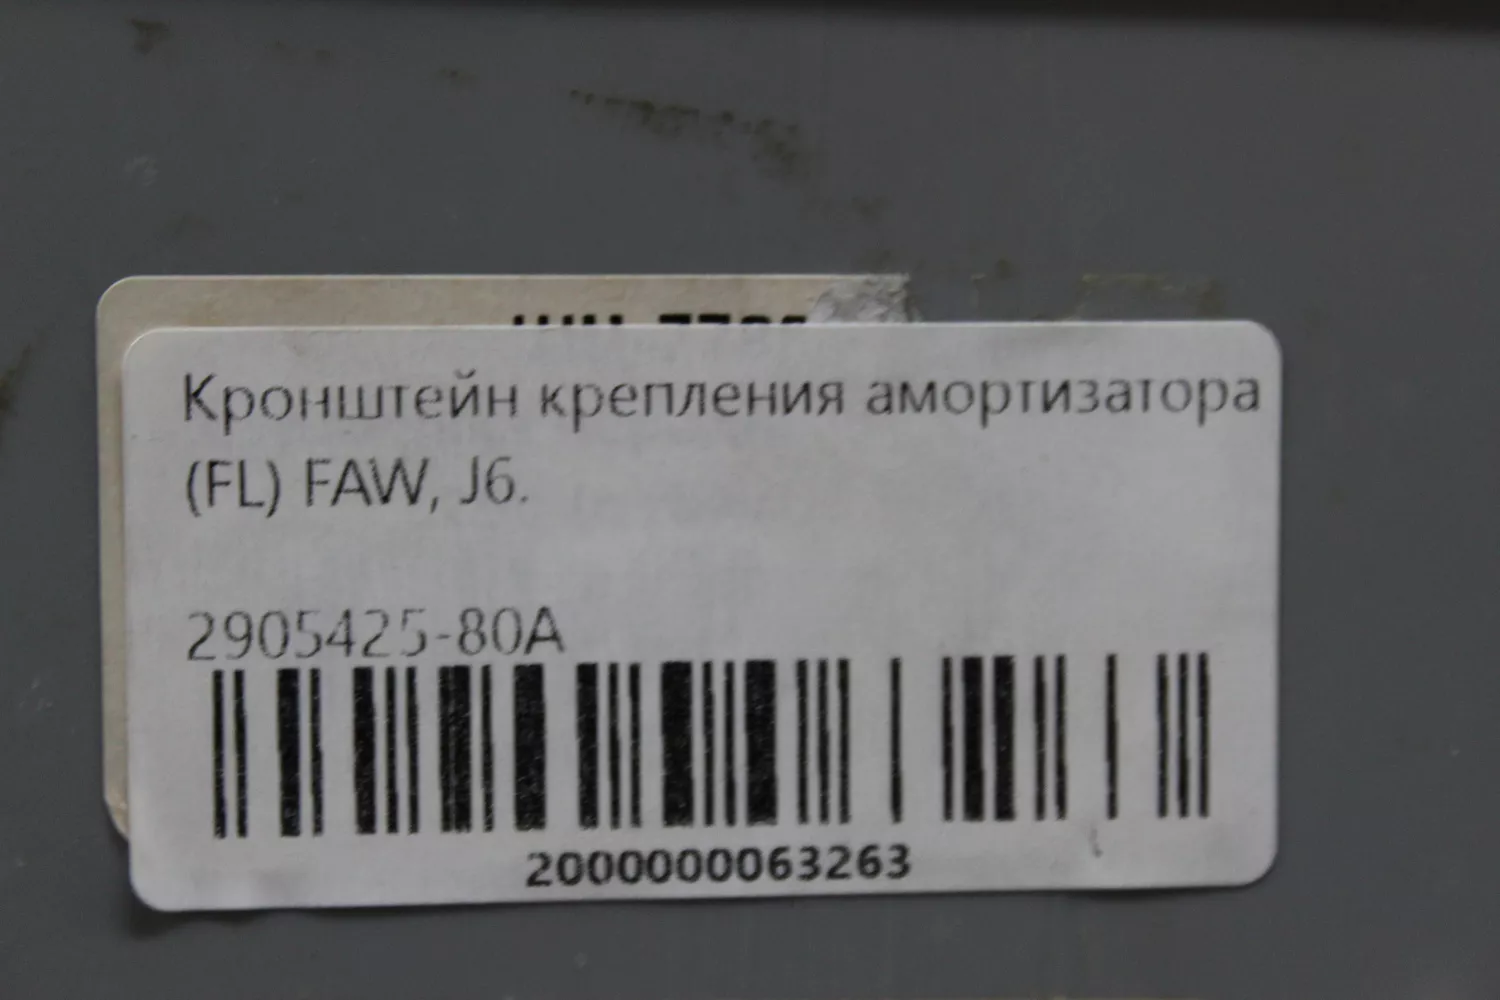 Кронштейн крепления амортизатора
(FL) FAW, J6.
2905425-80A
2000000063263